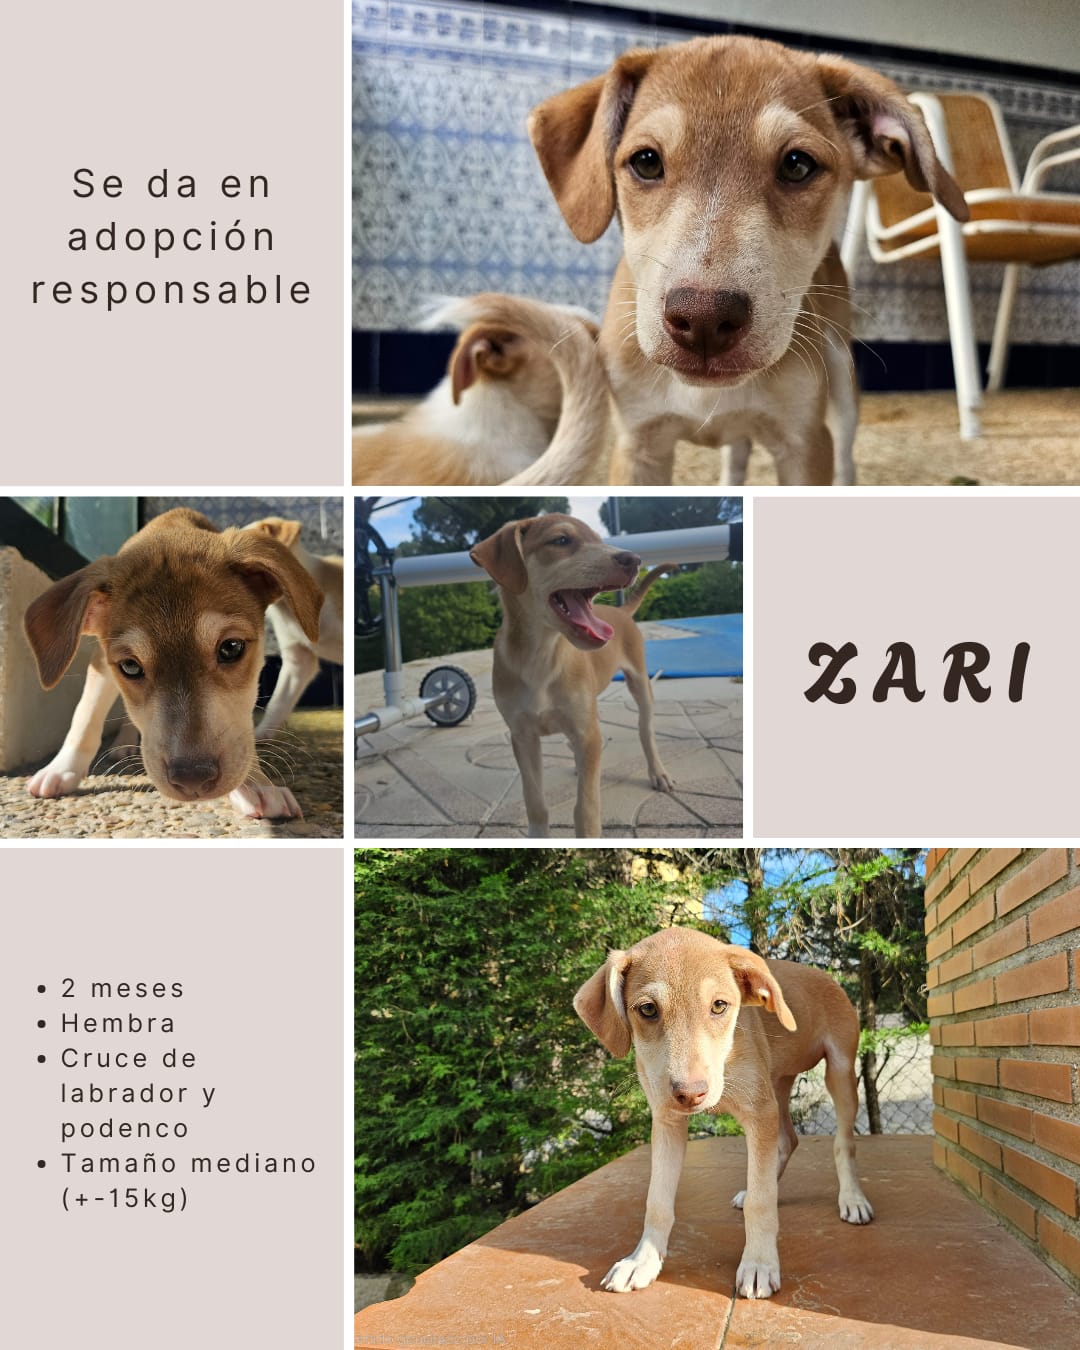 Se da en
adopción
responsable
ZARI
• 2 meses
• Hembra
• Cruce de
labrador y
podenco
• Tamaño mediano
(+-15kg)